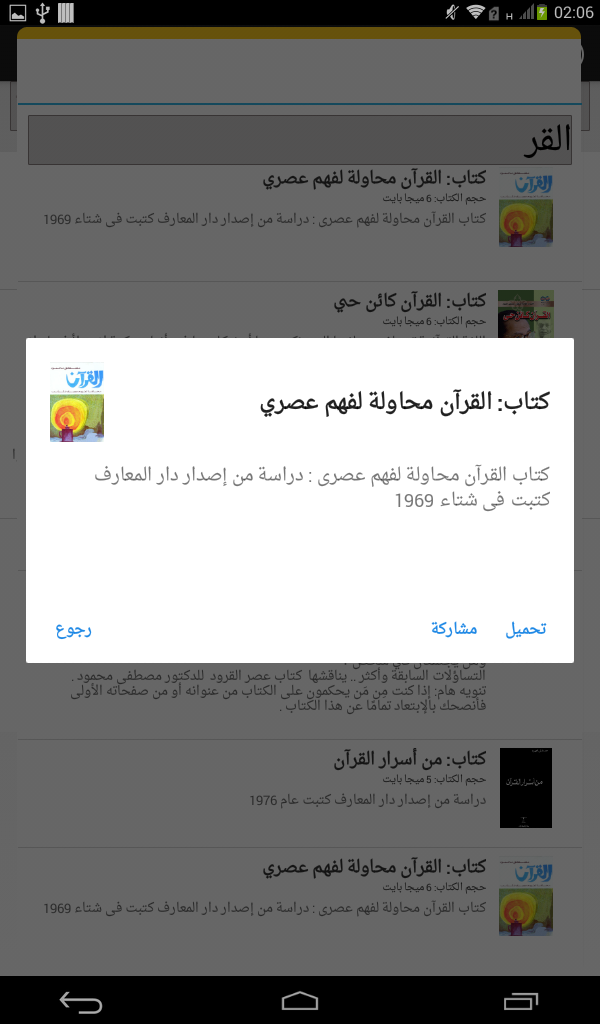 02:06
H
القر
كتاب: القرآن محاولة لفهم عصري
حجم الكتاب: 6 ميجا بايت
كتاب القرآن محاولة لفهم عصرى : دراسة من إصدار دار المعارف كتبت فى شتاء 1969
كتاب: القرآن كائن حي
حجم الكتاب: 6 ميجا بايت
القرآن
كتاب: القرآن محاولة لفهم عصري
كتاب القرآن محاولة لفهم عصرى : دراسة من إصدار دار المعارف
كتبت فى شتاء 1969
تحميل
مشاركة
رجوع
التساؤلات السابقة وأكثر .. يناقشها كتاب عصر القرود للدكتور مصطفى محمود .
تنويه هام: إذا كنت مِن مَن يحكمون على الكتاب من عنوانه أو من صفحاته الأولى
فأنصحك بالإبتعاد تمامًا عن هذا الكتاب .
كتاب: من أسرار القرآن
حجم الكتاب: 5 ميجا بايت
دراسة من إصدار دار المعارف كتبت عام 1976
من أسرار القرآن
كتاب: القرآن محاولة لفهم عصري
حجم الكتاب: 6 ميجا بايت
كتاب القرآن محاولة لفهم عصرى : دراسة من إصدار دار المعارف كتبت فى شتاء 1969
القرآن